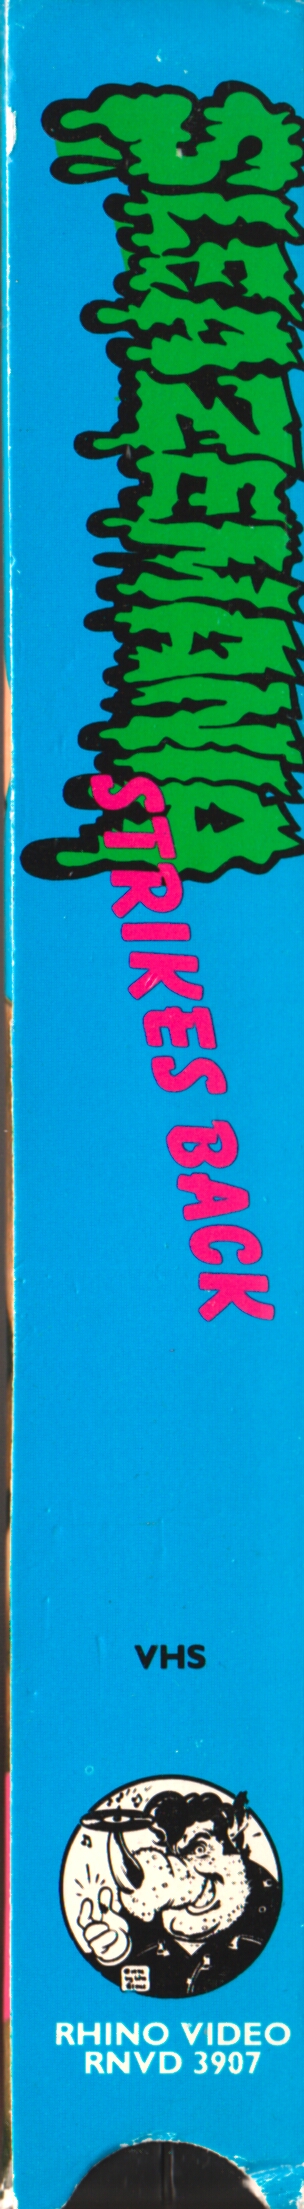 SLEAZEMANIA
STRIKES BACK
VHS
RHINO VIDEO
RNVD 3907